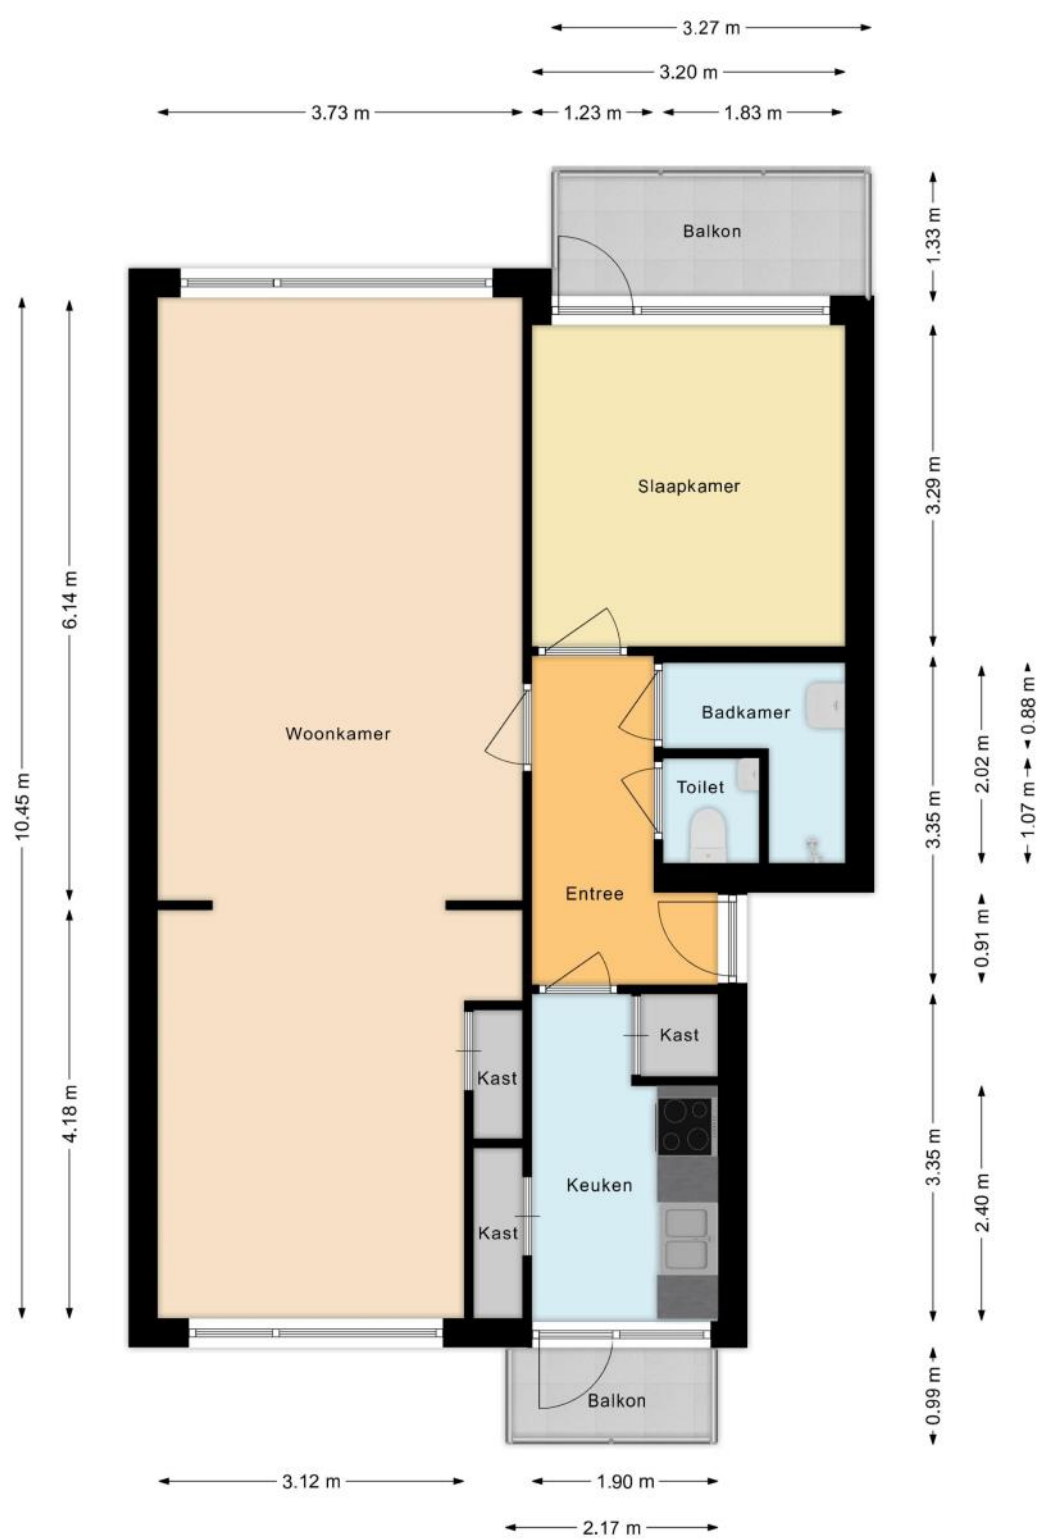 3.27 m
3.20 m
3.73 m
1.23 m
1.83 m
Balkon
1.33 m
Slaapkamer
3.29 m
6.14 m
10.45 m
Woonkamer
Badkamer
0.88 m
2.02 m
Toilet
1.07 m
3.35 m
Entree
0.91 m
Kast
Kast
4.18 m
3.35 m
Keuken
2.40 m
Kast
Balkon
0.99 m
3.12 m
1.90 m
2.17 m